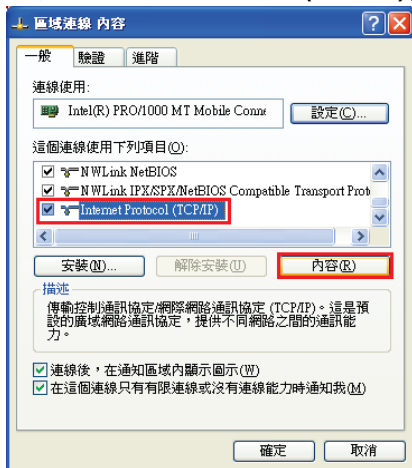 區域連線 內容
一般 驗證 進階
連線使用:
Intel(R) PRO/1000 MT Mobile Conne 設定(C)...
這個連線使用下列項目(O):
NWLink NetBIOS
NWLink IPX/SPX/NetBIOS Compatible Transport Prot
Internet Protocol (TCP/IP)
安裝(N)... 解除安裝(U) 內容(R)
描述
傳輸控制通訊協定/網際網路通訊協定 (TCP/IP)。這是預
設的廣域網路通訊協定，提供不同網路之間的通訊能
力。
連線後，在通知區域內顯示圖示(W)
在這個連線只有有限連線或沒有連線能力時通知我(M)
確定 取消